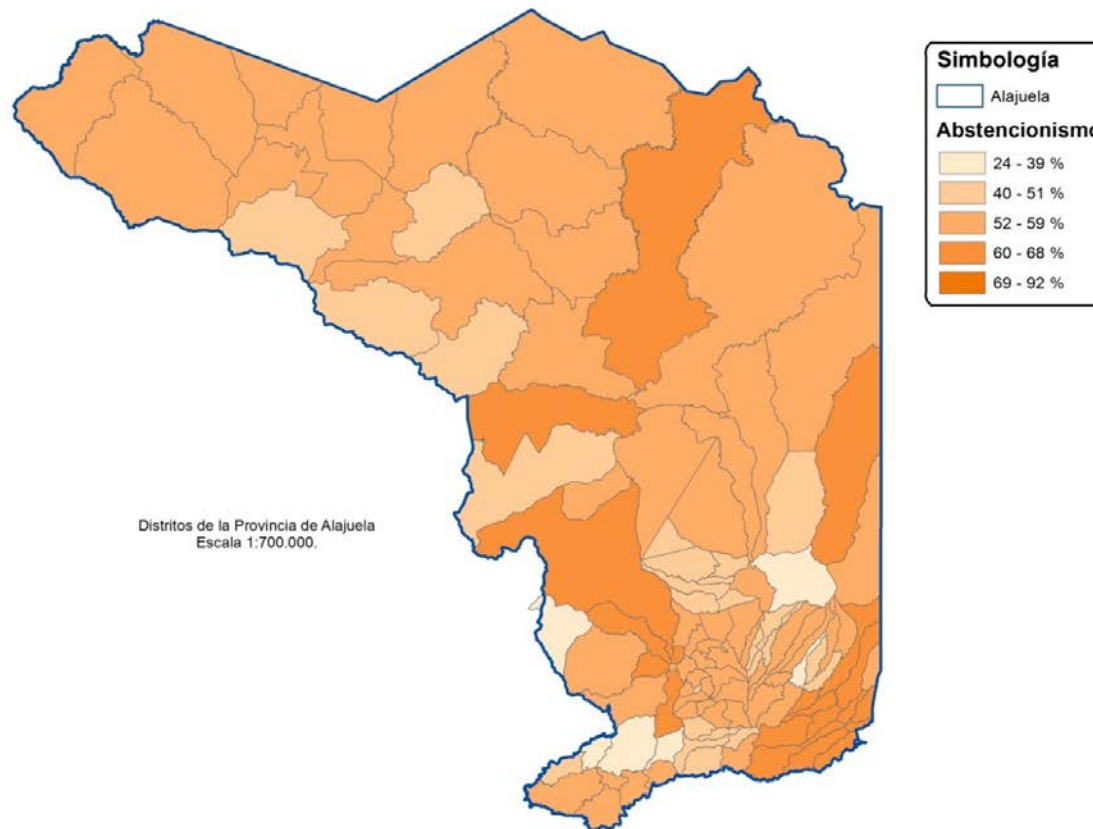 Simbología
Alajuela
Abstencionismo
24 - 39 %
40 - 51 %
52 - 59 %
60 - 68 %
69 - 92 %
Distritos de la Provincia de Alajuela
Escala 1:700.000.